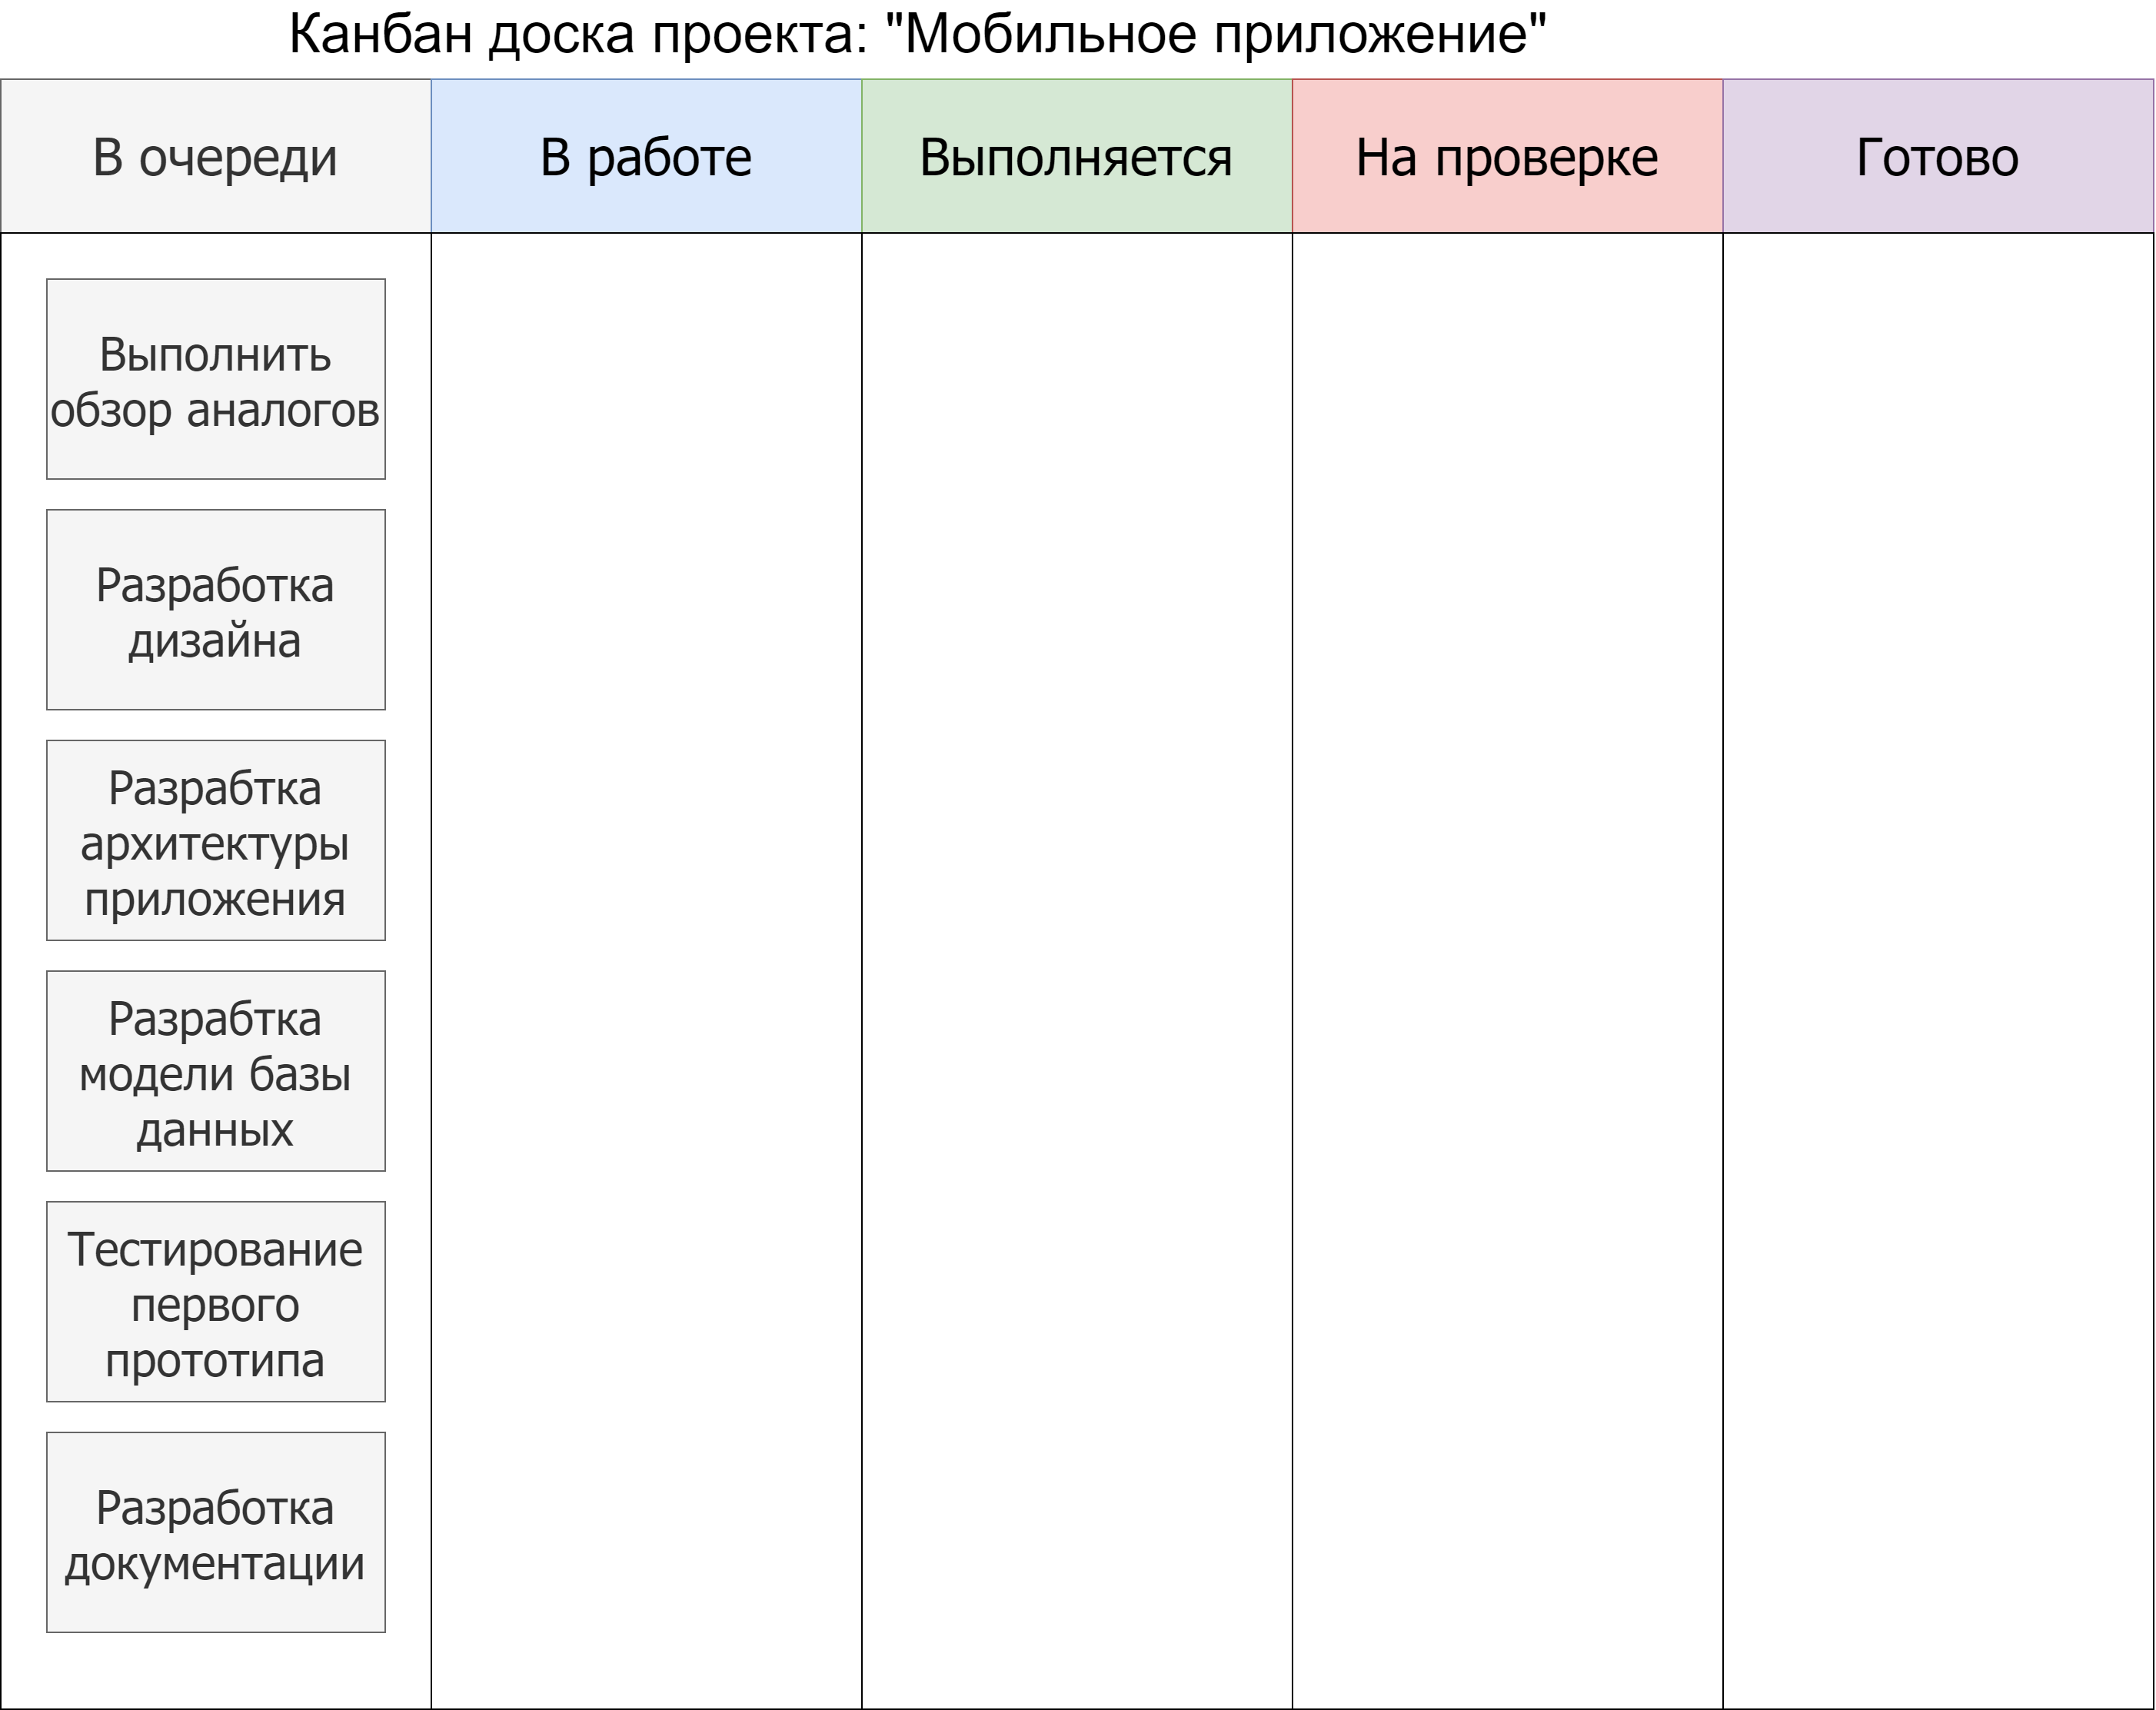 Канбан доска проекта: "Мобильное приложение"
В очереди
В работе
Выполняется
На проверке
Готово
Выполнить
обзор аналогов
Разработка
дизайна
Разрабтка
архитектуры
приложения
Разрабтка
модели базы
данных
Тестирование
первого
прототипа
Разработка
документации